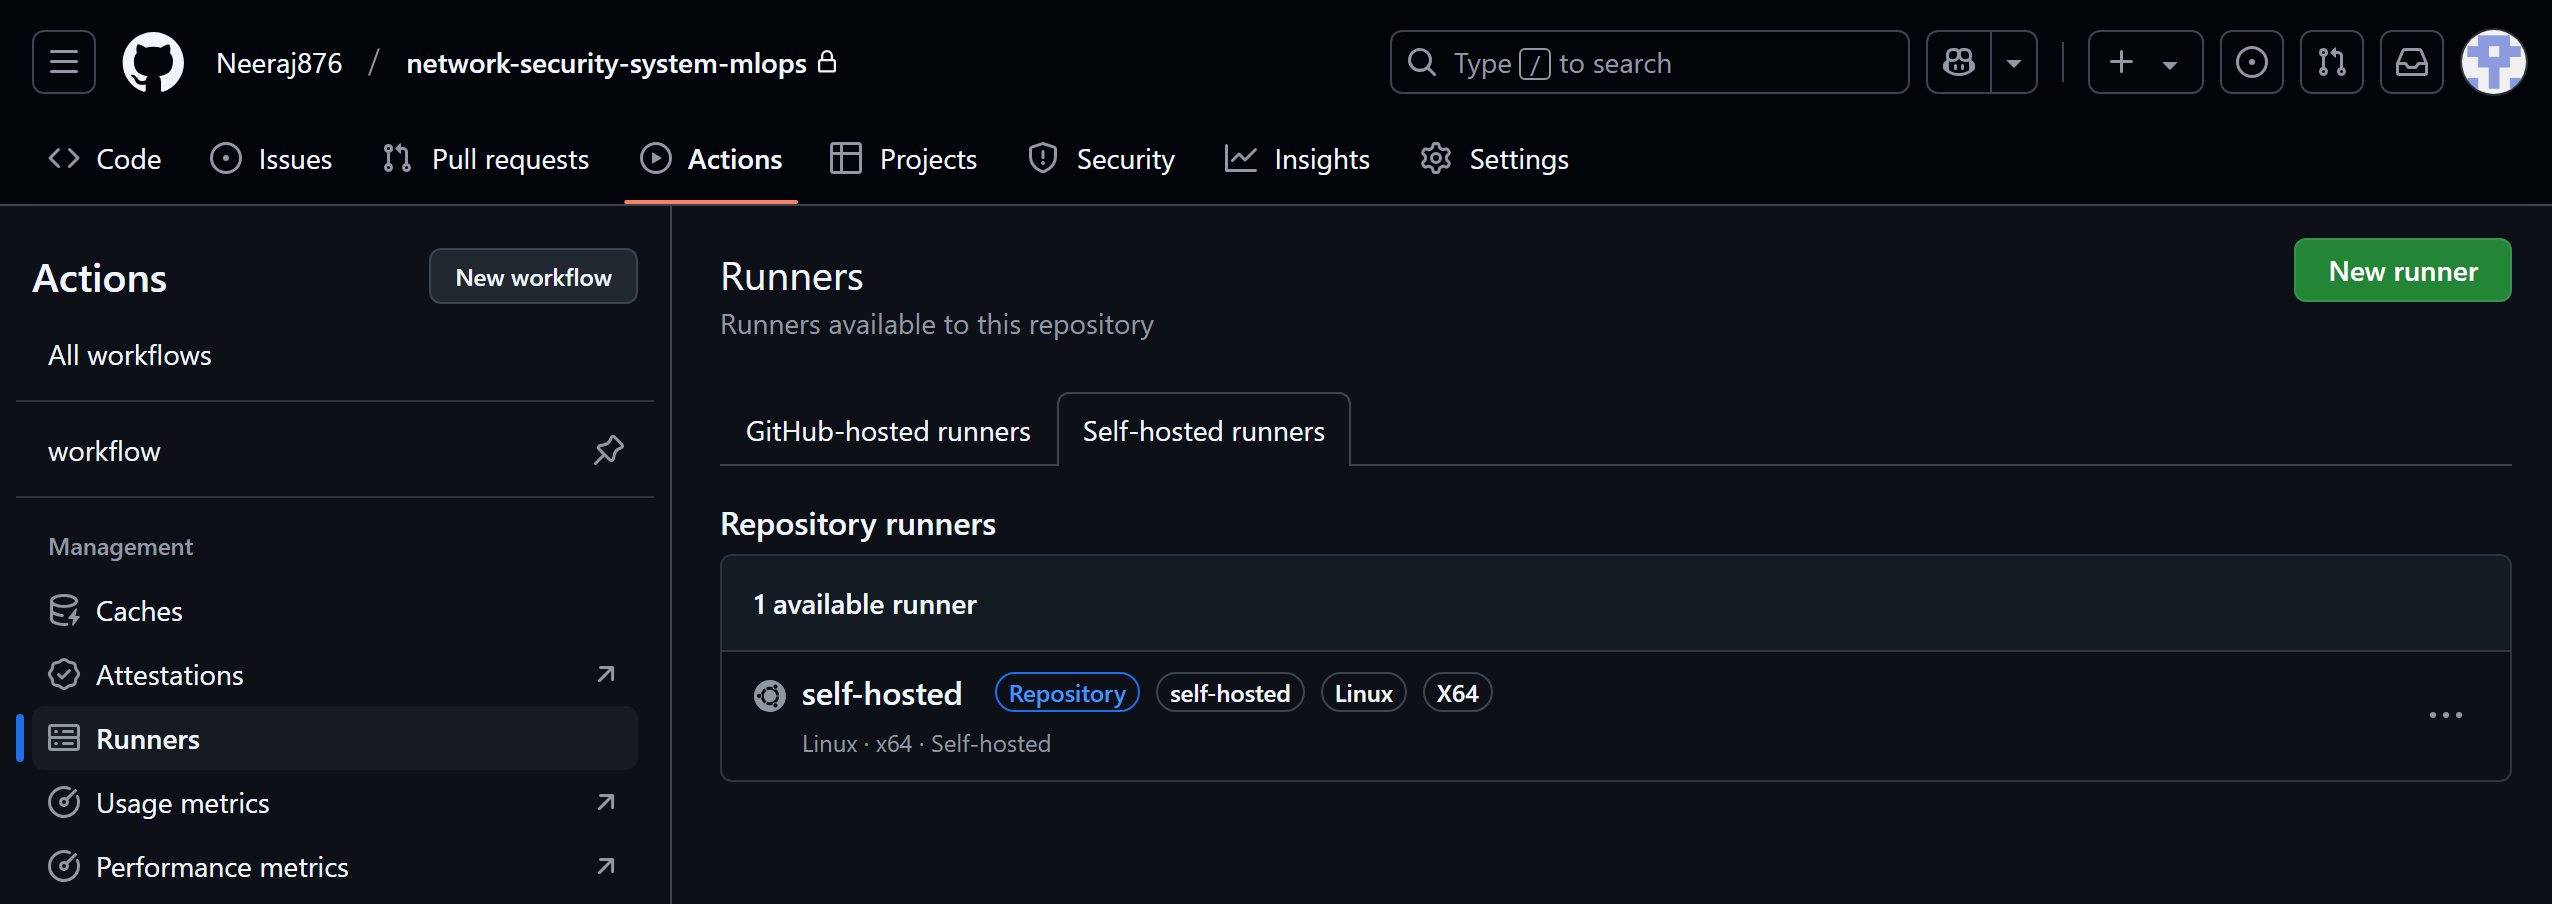 Neeraj876 / network-security-system-mlops
Type / to search
Code Issues Pull requests Actions Projects Security Insights Settings
Actions
New workflow
All workflows
workflow
Management
Caches
Attestations
Runners
Usage metrics
Performance metrics
Runners
New runner
Runners available to this repository
GitHub-hosted runners Self-hosted runners
Repository runners
1 available runner
self-hosted Repository self-hosted Linux X64
Linux · x64 · Self-hosted